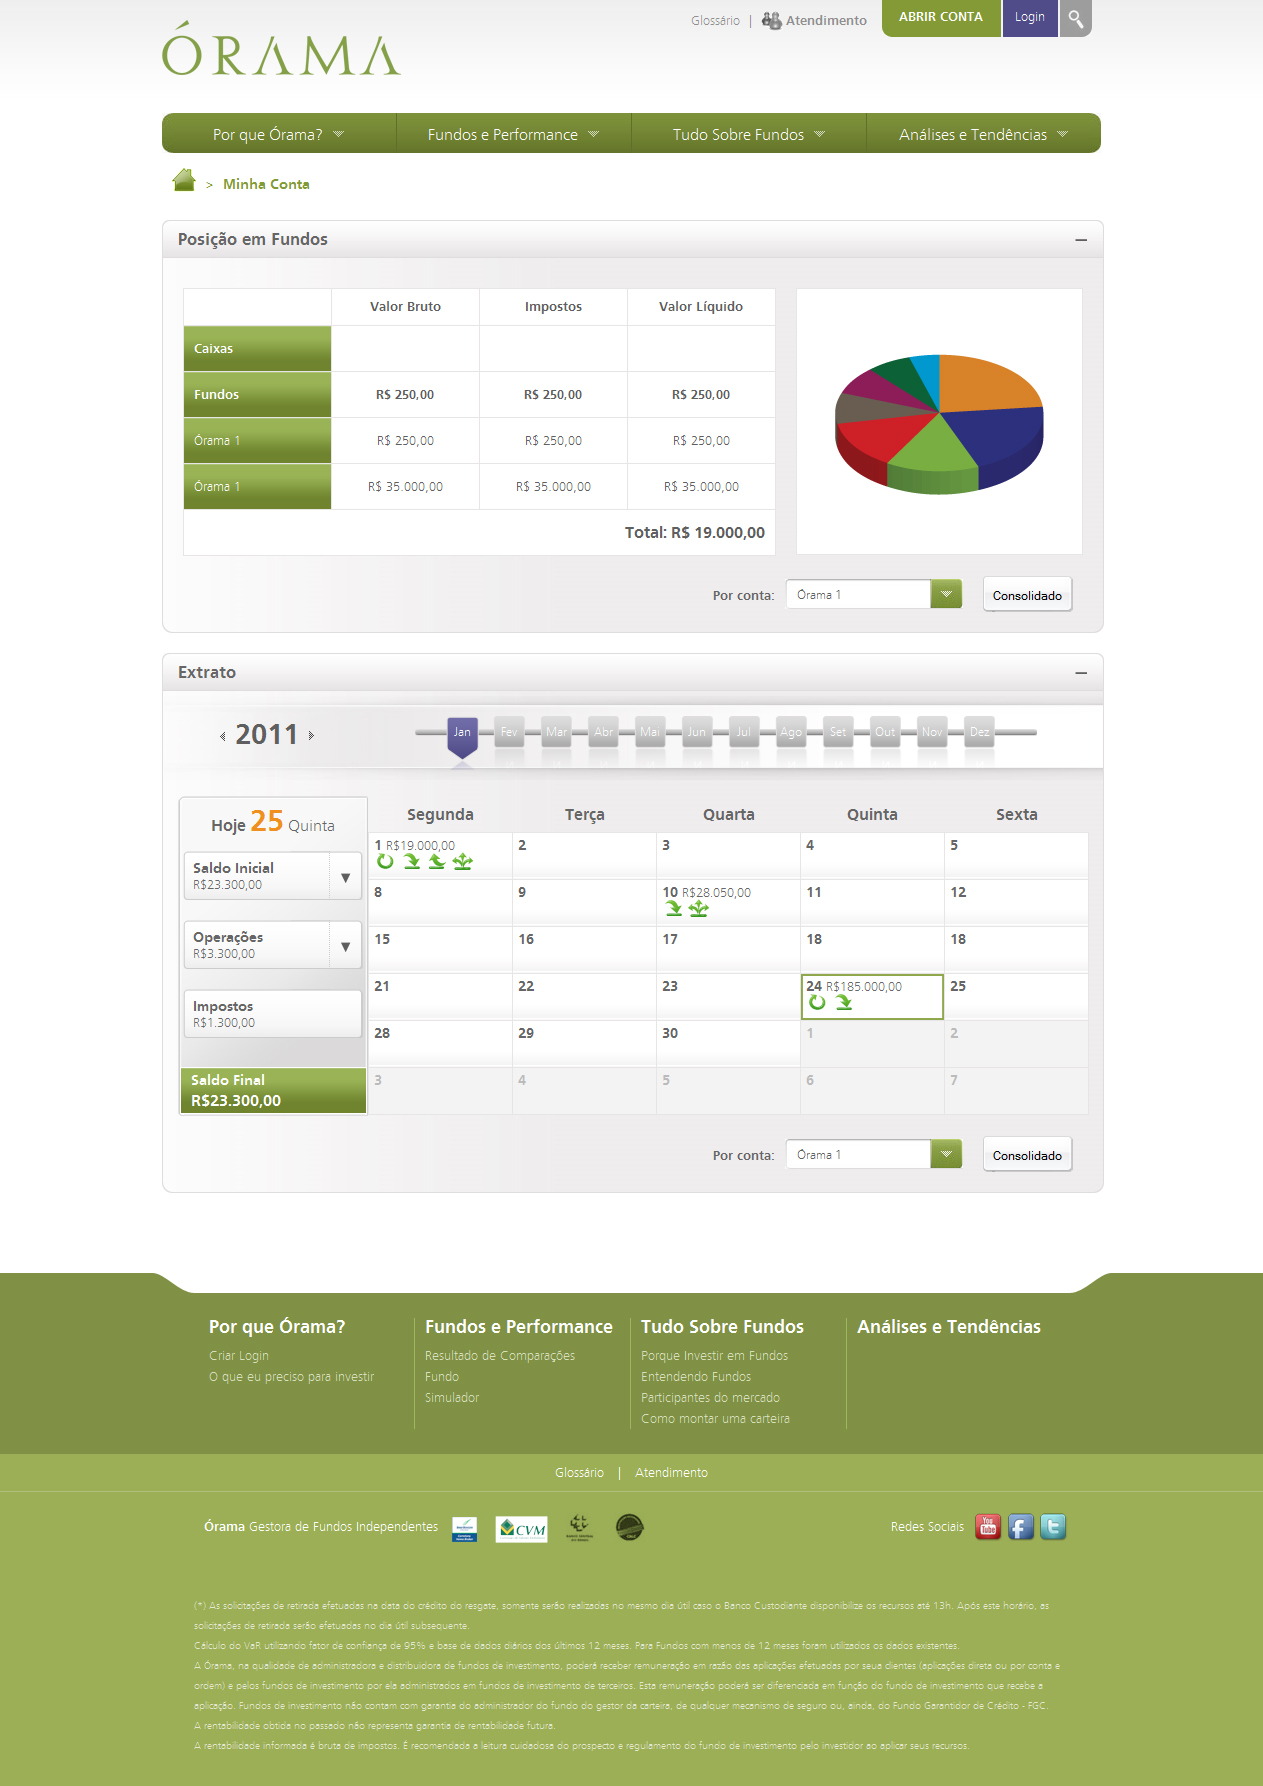 Glossário | Atendimento ABRIR CONTA Login
ÓRAMA
Por que Órama? Fundos e Performance Tudo Sobre Fundos Análises e Tendências
> Minha Conta
Posição em Fundos
Valor Bruto Impostos Valor Líquido
Caixas
Fundos R$ 250,00 R$ 250,00 R$ 250,00
Órama 1 R$ 250,00 R$ 250,00 R$ 250,00
Órama 1 R$ 35.000,00 R$ 35.000,00 R$ 35.000,00
Total: R$ 19.000,00
Por conta: Órama 1 Consolidado
Extrato
2011 Jan Fev Mar Abr Mai Jun Jul Ago Set Out Nov Dez
Hoje 25 Quinta
Saldo Inicial
R$23.300,00
Operações
R$3.300,00
Impostos
R$1.300,00
Saldo Final
R$23.300,00
Segunda Terça Quarta Quinta Sexta
1 R$19.000,00 2 3 4 5
8 9 10 R$28.050,00 11 12
15 16 17 18 18
21 22 23 24 R$185.000,00 25
28 29 30 1 2
3 4 5 6 7
Por conta: Órama 1 Consolidado
Por que Órama?
Criar Login
O que eu preciso para investir
Fundos e Performance
Resultado de Comparações
Fundo
Simulador
Tudo Sobre Fundos
Porque Investir em Fundos
Entendendo Fundos
Participantes do mercado
Como montar uma carteira
Análises e Tendências
Glossário | Atendimento
Órama Gestora de Fundos Independentes CVM Redes Sociais You Tube f t
(*) As solicitações de retirada efetuadas na data do crédito do resgate, somente serão realizadas no mesmo dia útil caso o Banco Custodiante disponibilize os recursos até 13h. Após este horário, as
solicitações de retirada serão efetuadas no dia útil subsequente.
Cálculo do VaR utilizando fator de confiança de 95% e base de dados diários dos últimos 12 meses. Para Fundos com menos de 12 meses foram utilizados os dados existentes.
A Órama, na qualidade de administradora e distribuidora de fundos de investimento, poderá receber remuneração em razão das aplicações efetuadas por seus clientes (aplicações direta ou por conta e
ordem) e pelos fundos de investimento por ela administrados em fundos de investimento de terceiros. Esta remuneração poderá ser diferenciada em função do fundo de investimento que recebe a
aplicação. Fundos de investimento não contam com garantia do administrador do fundo do gestor da carteira, de qualquer mecanismo de seguro ou, ainda, do Fundo Garantidor de Crédito - FGC.
A rentabilidade obtida no passado não representa garantia de rentabilidade futura.
A rentabilidade informada é bruta de impostos. É recomendada a leitura cuidadosa do prospecto e regulamento do fundo de investimento pelo investidor ao aplicar seus recursos.